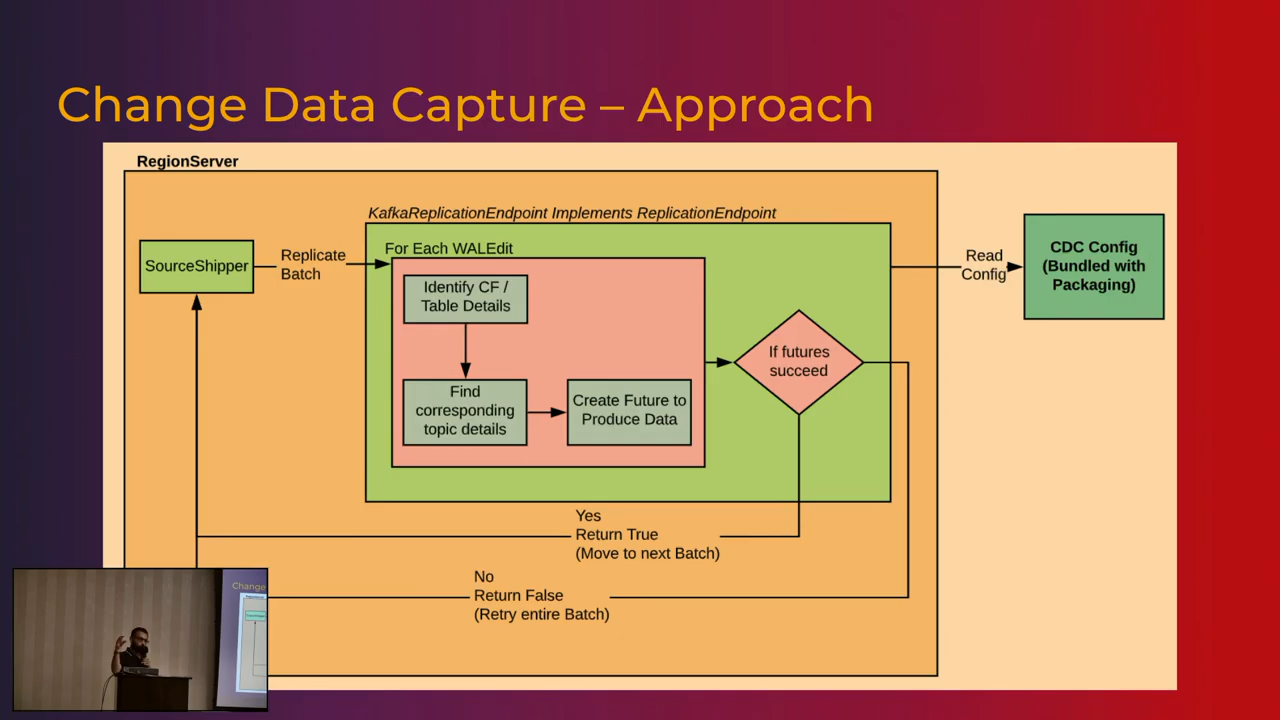 Change Data Capture – Approach
RegionServer
KafkaReplicationEndpoint Implements ReplicationEndpoint
SourceShipper
Replicate
Batch
For Each WALEdit
Identify CF /
Table Details
Find
corresponding
topic details
Create Future to
Produce Data
If futures
succeed
Read
Config
CDC Config
(Bundled with
Packaging)
Yes
Return True
(Move to next Batch)
No
Return False
(Retry entire Batch)
Change